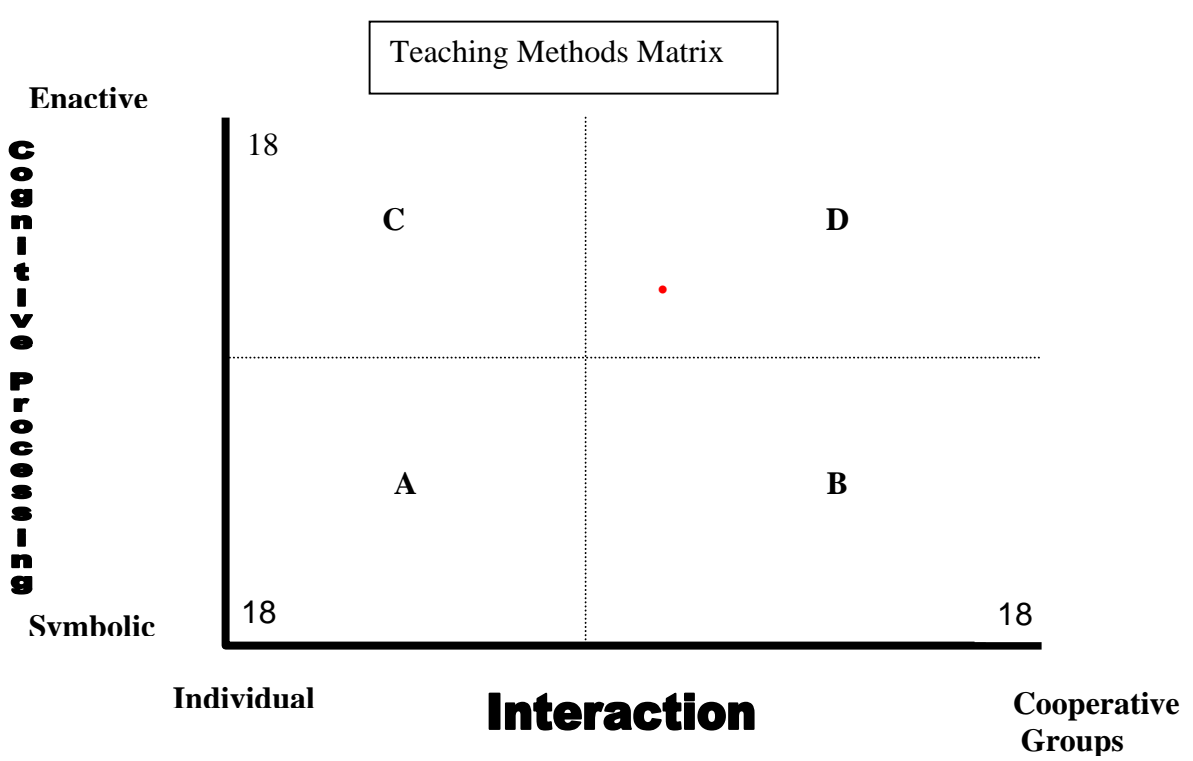 Teaching Methods Matrix
Enactive
18
CognItIve ProcessIng
C
D
A
B
18
18
Symbolic
Individual
Interaction
Cooperative
Groups